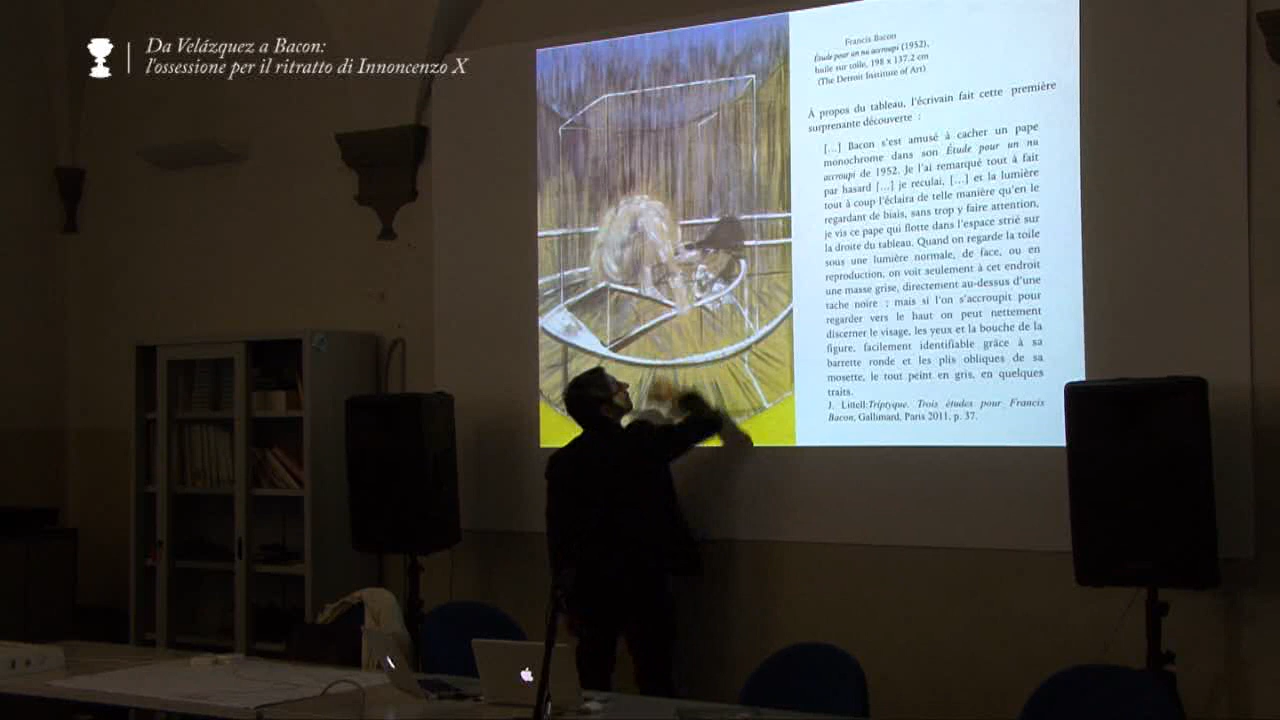 Da Velázquez a Bacon:
l'ossessione per il ritratto di Innoncenzo X
Francis Bacon
Étude pour un nu accroupi (1952),
huile sur toile, 198 x 137.2 cm
(The Detroit Institute of Art)
À propos du tableau, l'écrivain fait cette première
surprenante découverte :
[…] Bacon s'est amusé à cacher un pape
monochrome dans son Étude pour un nu
accroupi de 1952. Je l'ai remarqué tout à fait
par hasard […] je reculai, […] et la lumière
tout à coup l'éclaira de telle manière qu'en le
regardant de biais, sans trop y faire attention,
je vis ce pape qui flotte dans l'espace strié sur
la droite du tableau. Quand on regarde la toile
sous une lumière normale, de face, ou en
reproduction, on voit seulement à cet endroit
une masse grise, directement au-dessus d'une
tache noire ; mais si l'on s'accroupit pour
regarder vers le haut on peut nettement
discerner le visage, les yeux et la bouche de la
figure, facilement identifiable grâce à sa
barrette ronde et les plis obliques de sa
mosette, le tout peint en gris, en quelques
traits.
J. Littell:Triptyque. Trois études pour Francis
Bacon, Gallimard, Paris 2011, p. 37.